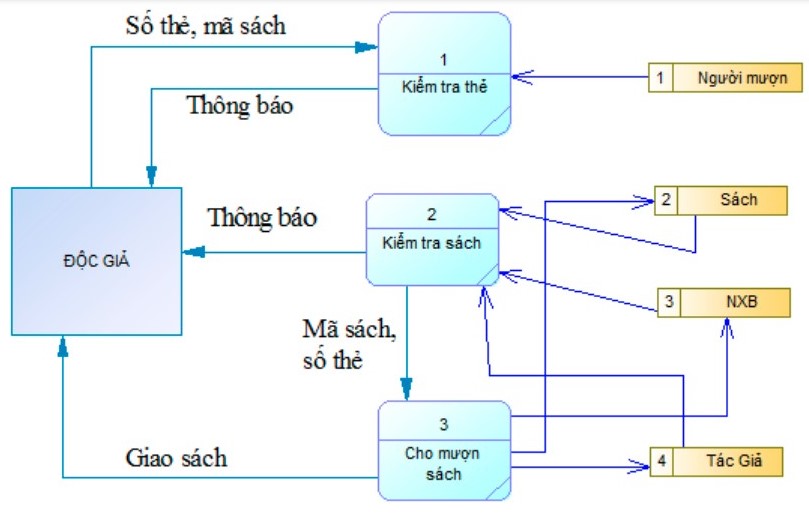 Số thẻ, mã sách
1
Kiểm tra thẻ
1 Người mượn
Thông báo
ĐỘC GIẢ
Thông báo
2
Kiểm tra sách
2 Sách
3 NXB
Mã sách,
số thẻ
3
Cho mượn
sách
4 Tác Giả
Giao sách